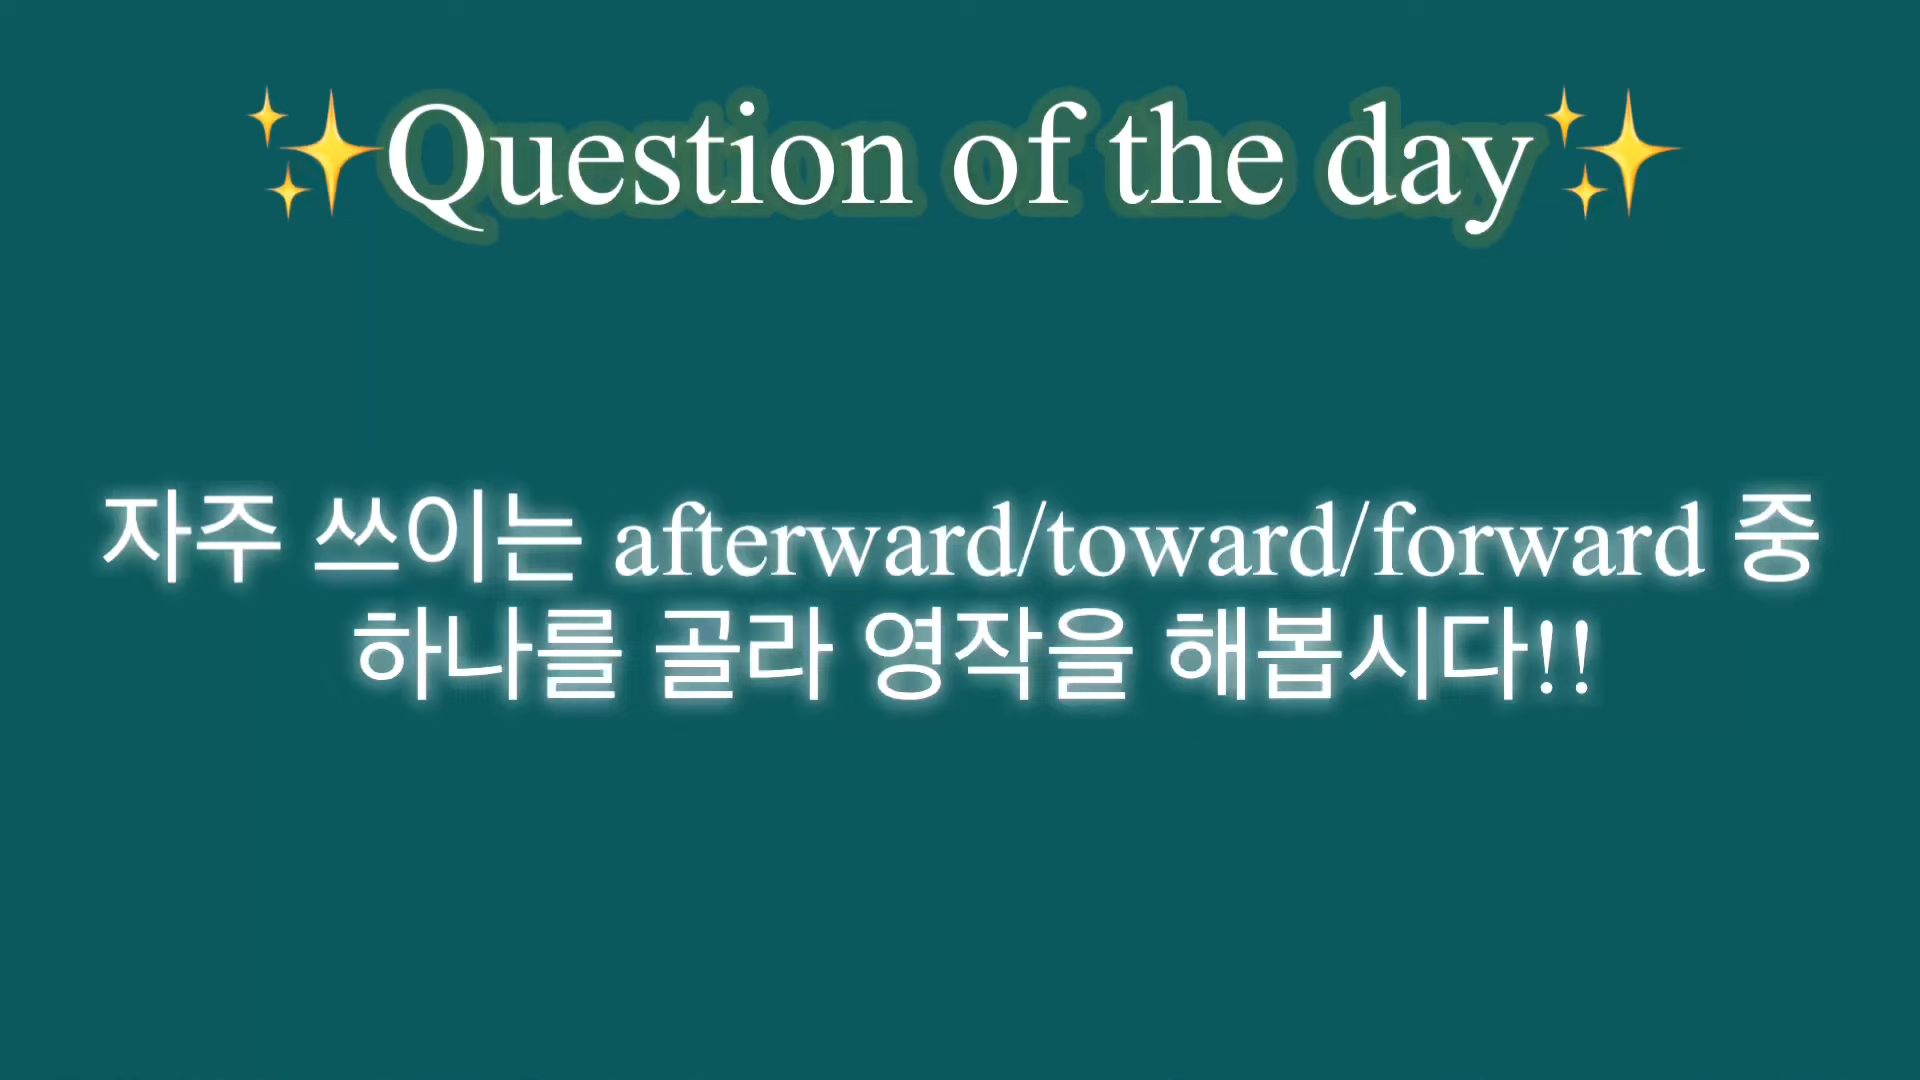 ✨Question of the day✨
자주 쓰이는 afterward/toward/forward 중
하나를 골라 영작을 해봅시다!!